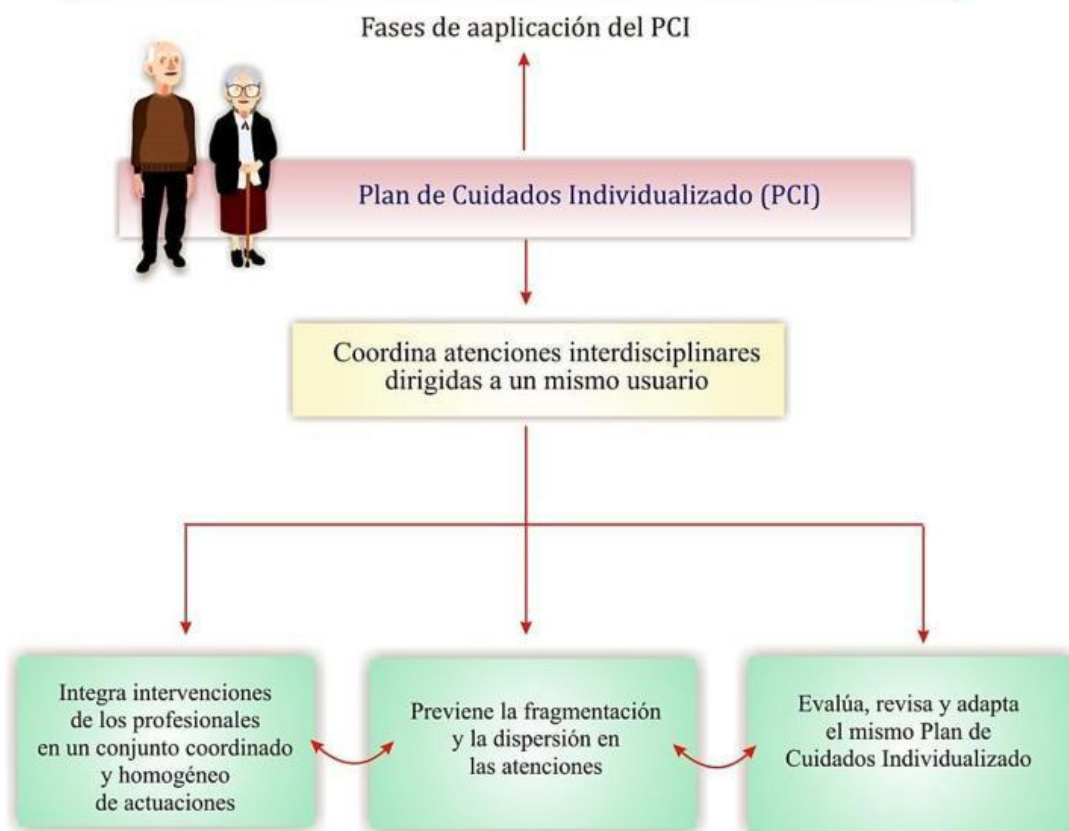 Fases de aaplicación del PCI
Plan de Cuidados Individualizado (PCI)
Coordina atenciones interdisciplinares
dirigidas a un mismo usuario
Integra intervenciones
de los profesionales
en un conjunto coordinado
y homogéneo
de actuaciones
Previene la fragmentación
y la dispersión en
las atenciones
Evalúa, revisa y adapta
el mismo Plan de
Cuidados Individualizado